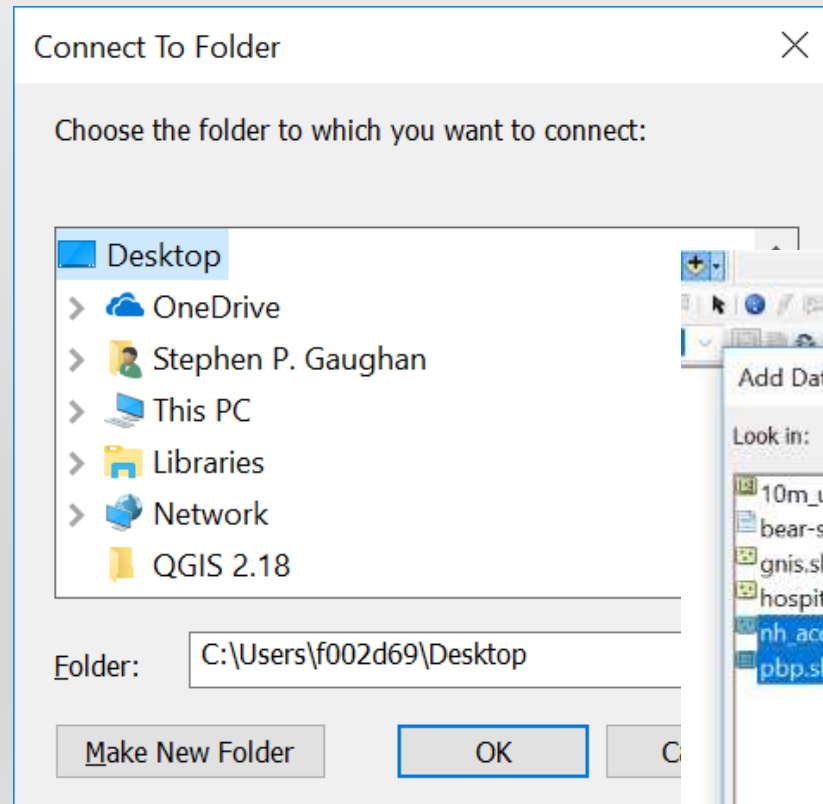 Connect To Folder
Choose the folder to which you want to connect:
Desktop
OneDrive
Stephen P. Gaughan
This PC
Libraries
Network
QGIS 2.18
Folder: C:\Users\f002d69\Desktop
Make New Folder OK
Add
Look in: